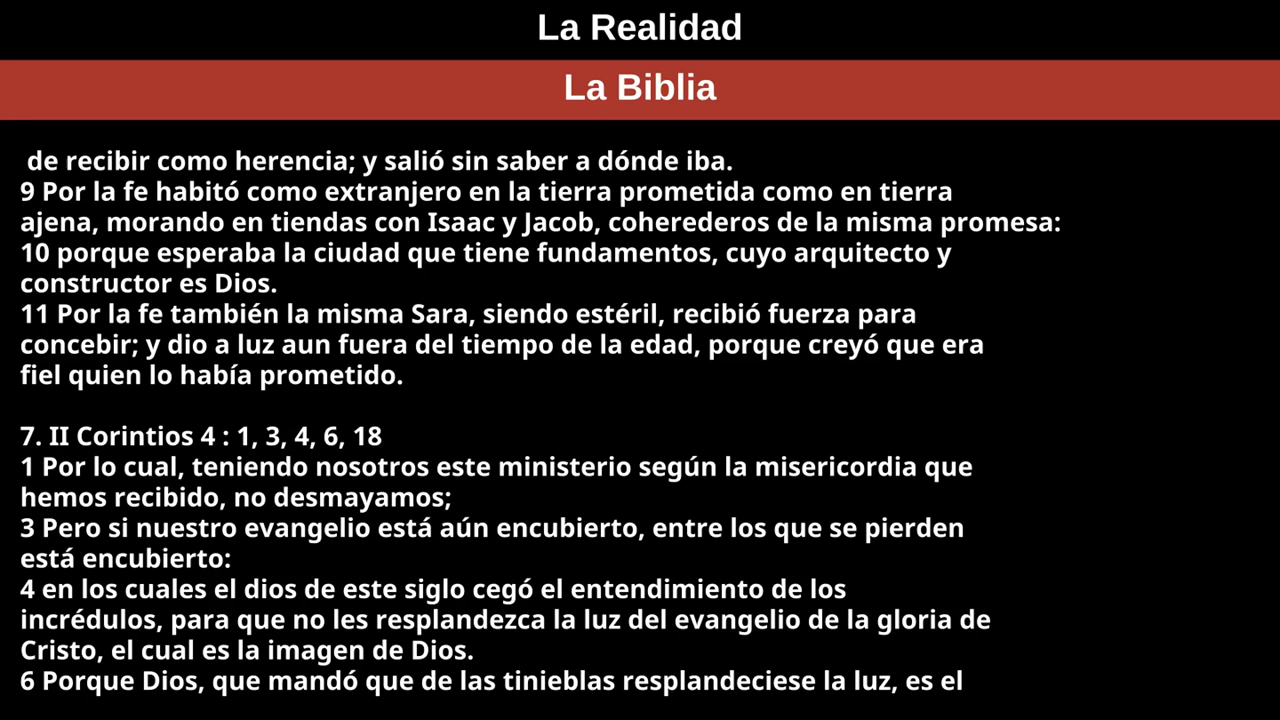 La Realidad
La Biblia
de recibir como herencia; y salió sin saber a dónde iba.
9 Por la fe habitó como extranjero en la tierra prometida como en tierra
ajena, morando en tiendas con Isaac y Jacob, coherederos de la misma promesa:
10 porque esperaba la ciudad que tiene fundamentos, cuyo arquitecto y
constructor es Dios.
11 Por la fe también la misma Sara, siendo estéril, recibió fuerza para
concebir; y dio a luz aun fuera del tiempo de la edad, porque creyó que era
fiel quien lo había prometido.
7. II Corintios 4 : 1, 3, 4, 6, 18
1 Por lo cual, teniendo nosotros este ministerio según la misericordia que
hemos recibido, no desmayamos;
3 Pero si nuestro evangelio está aún encubierto, entre los que se pierden
está encubierto:
4 en los cuales el dios de este siglo cegó el entendimiento de los
incrédulos, para que no les resplandezca la luz del evangelio de la gloria de
Cristo, el cual es la imagen de Dios.
6 Porque Dios, que mandó que de las tinieblas resplandeciese la luz, es el